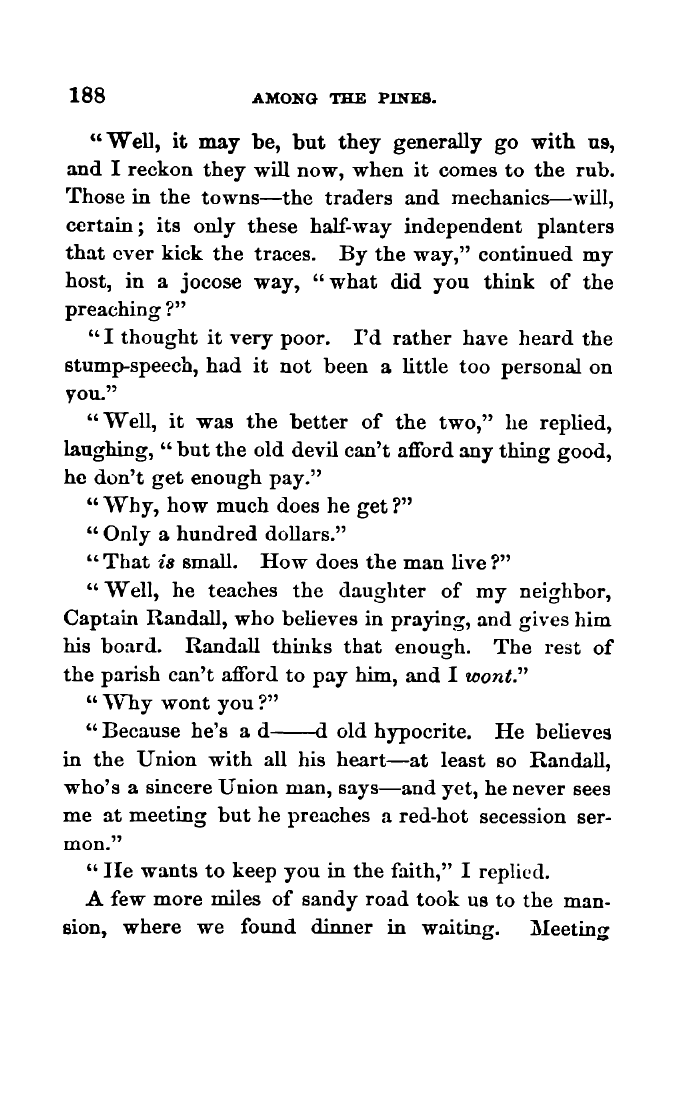 188 AMONG THE PINES.
“Well, it may be, but they generally go with us,
and I reckon they will now, when it comes to the rub.
Those in the towns—the traders and mechanics—will,
certain; its only these half-way independent planters
that ever kick the traces. By the way,” continued my
host, in a jocose way, “what did you think of the
preaching?”
“I thought it very poor. I’d rather have heard the
stump-speech, had it not been a little too personal on
you.”
“Well, it was the better of the two,” he replied,
laughing, “but the old devil can’t afford any thing good,
he don’t get enough pay.”
“Why, how much does he get?”
“Only a hundred dollars.”
“That is small. How does the man live?”
“Well, he teaches the daughter of my neighbor,
Captain Randall, who believes in praying, and gives him
his board. Randall thinks that enough. The rest of
the parish can’t afford to pay him, and I wont.”
“Why wont you?”
“Because he’s a d——d old hypocrite. He believes
in the Union with all his heart—at least so Randall,
who’s a sincere Union man, says—and yet, he never sees
me at meeting but he preaches a red-hot secession ser-
mon.”
“He wants to keep you in the faith,” I replied.
A few more miles of sandy road took us to the man-
sion, where we found dinner in waiting. Meeting